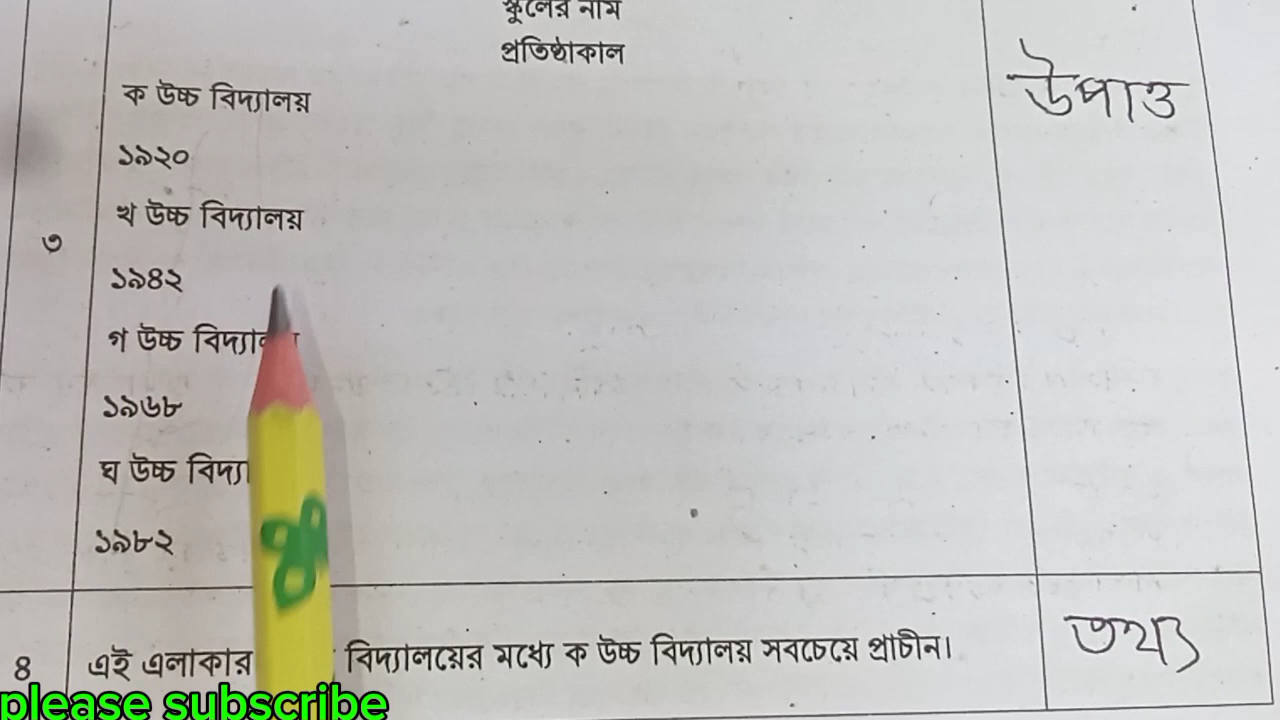 স্কুলের নাম
প্রতিষ্ঠাকাল
উপাত্ত
ক উচ্চ বিদ্যালয়
১৯২০
খ উচ্চ বিদ্যালয়
৩
১৯৪২
গ উচ্চ
১৯৬৮
ঘ উচ্চ
১৯৮২
৪ এই এলাকার বিদ্যালয়ের মধ্যে ক উচ্চ বিদ্যালয় সবচেয়ে প্রাচীন। তথ্য
please subscribe